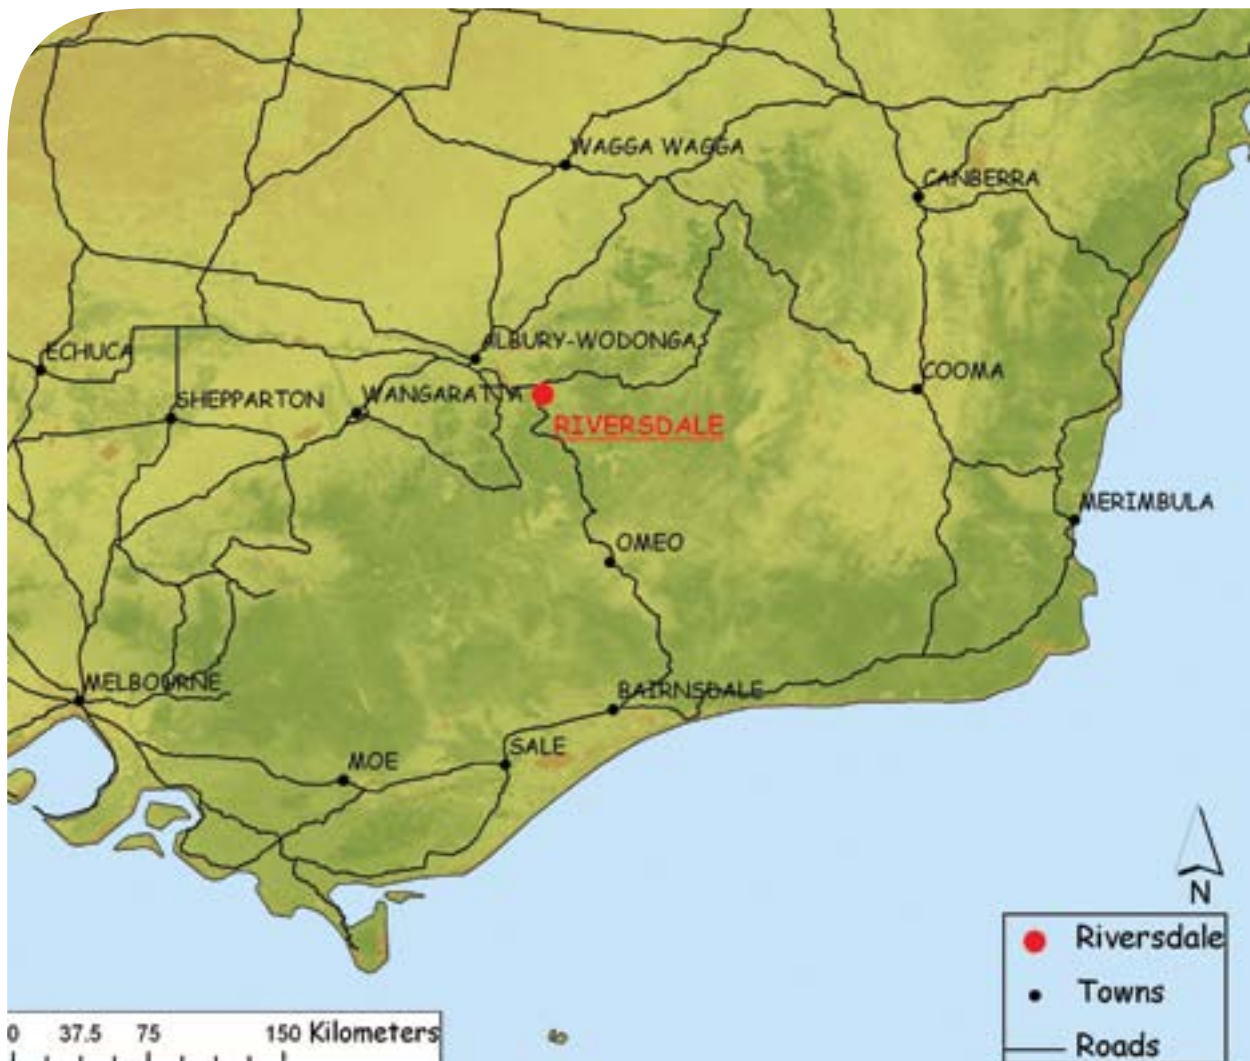 WAGGA WAGGA
CANBERRA
ALBURY-WODONGA
ECHUCA
COOMA
SHEPPARTON
WANGARATTA
RIVERSDALE
MERIMBULA
OMEO
MELBOURNE
BAIRNSDALE
SALE
MOE
N
Riversdale
Towns
Roads
0 37.5 75 150 Kilometers